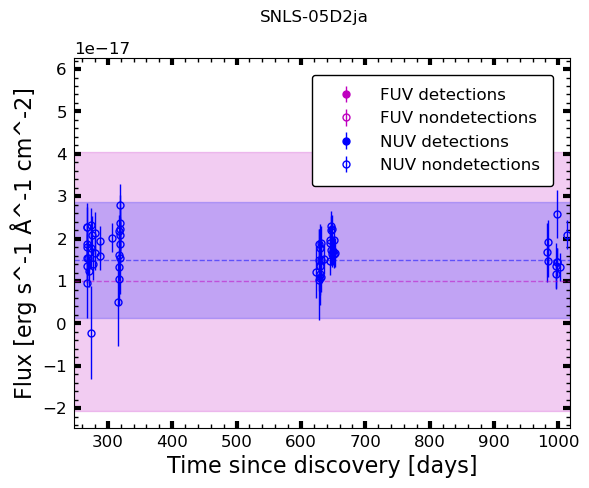 SNLS-05D2ja
1e−17
6
5
4
3
2
1
0
−1
−2
Flux [erg s^-1 Å^-1 cm^-2]
FUV detections
FUV nondetections
NUV detections
NUV nondetections
300 400 500 600 700 800 900 1000
Time since discovery [days]